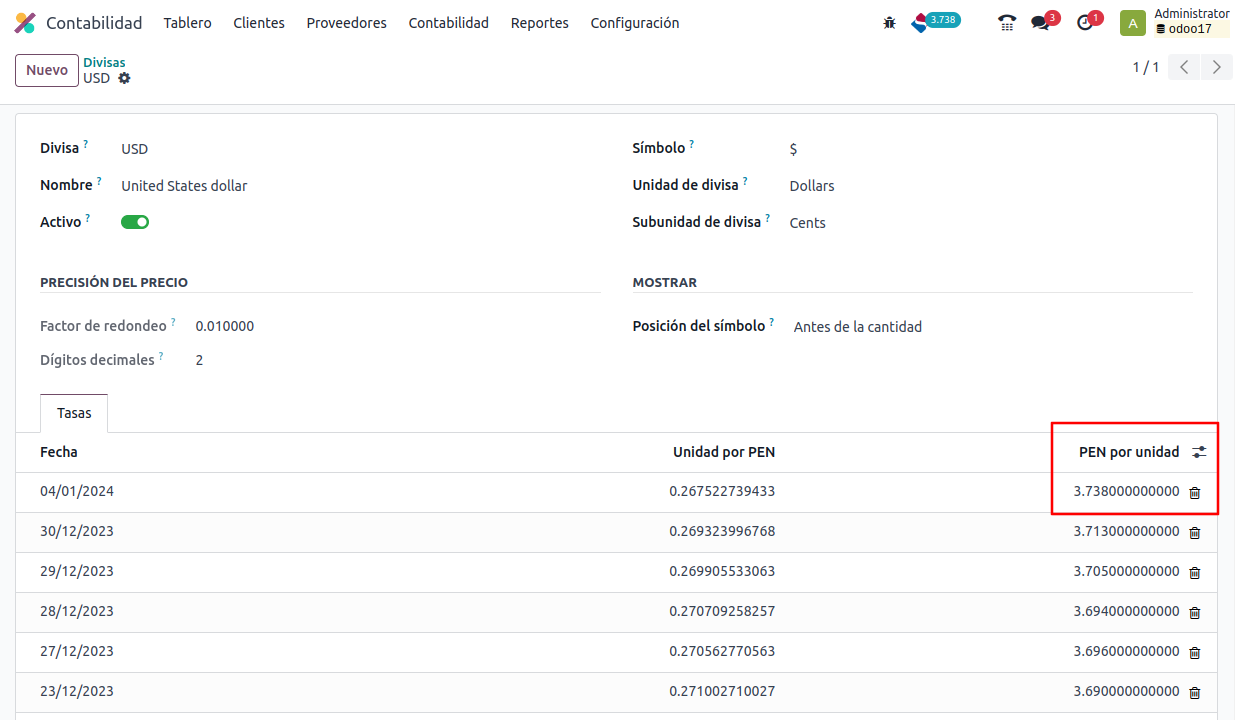 Contabilidad Tablero Clientes Proveedores Contabilidad Reportes Configuración 3.738 3 1 A Administrator
odoo17
Nuevo Divisas
USD
1 / 1
Divisa ? USD Símbolo ? $
Nombre ? United States dollar Unidad de divisa ? Dollars
Activo ? Subunidad de divisa ? Cents
PRECISIÓN DEL PRECIO MOSTRAR
Factor de redondeo ? 0.010000 Posición del símbolo ? Antes de la cantidad
Dígitos decimales ? 2
Tasas
Fecha Unidad por PEN PEN por unidad
04/01/2024 0.267522739433 3.738000000000
30/12/2023 0.269323996768 3.713000000000
29/12/2023 0.269905533063 3.705000000000
28/12/2023 0.270709258257 3.694000000000
27/12/2023 0.270562770563 3.696000000000
23/12/2023 0.271002710027 3.690000000000